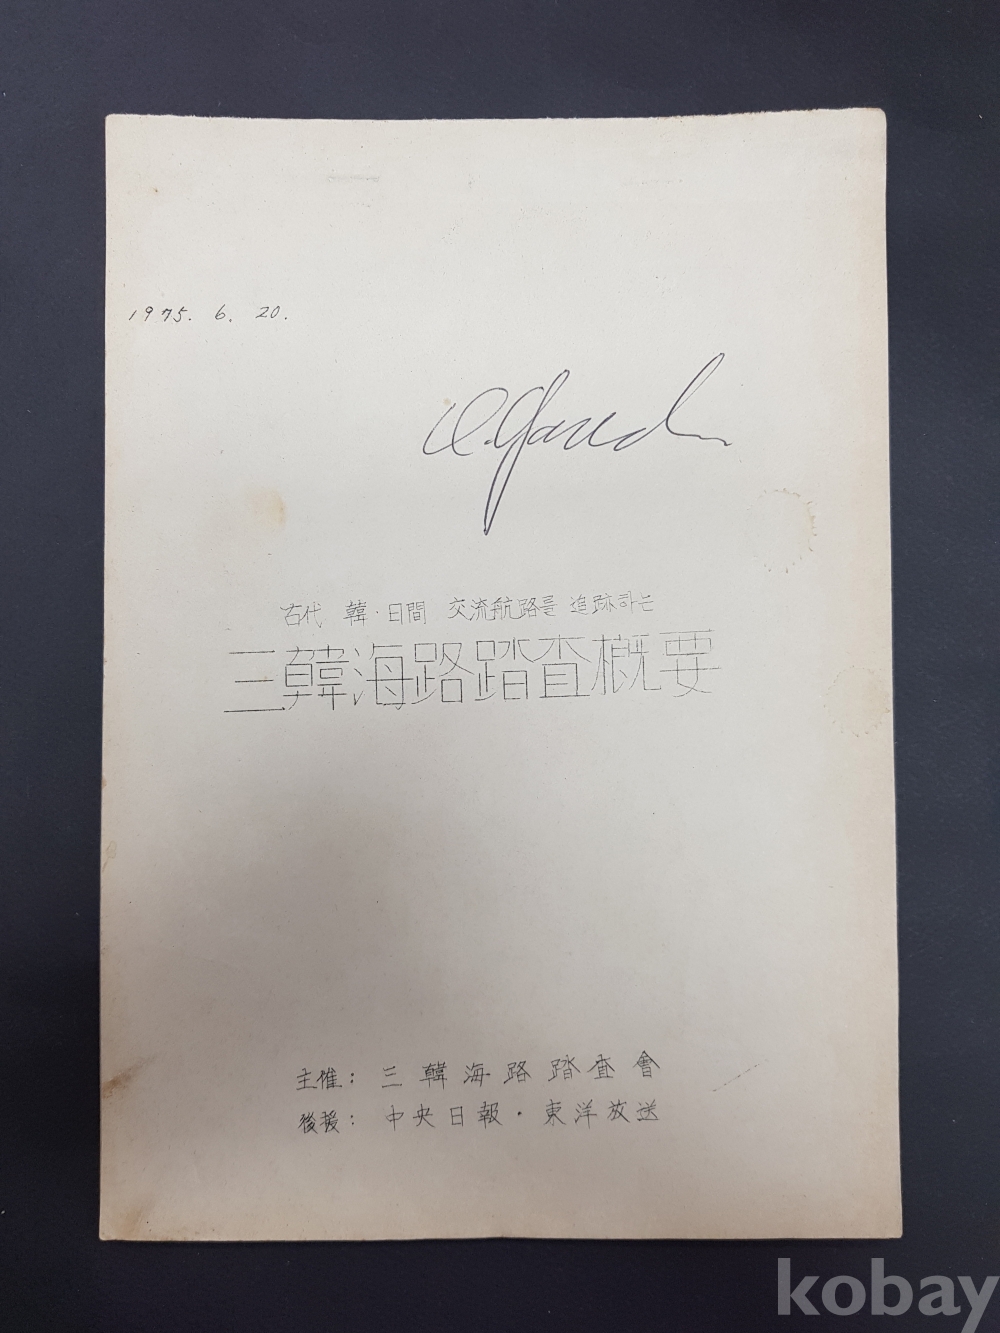 1975. 6. 20.
古代 韓·日間 交流航路를 追跡하는
三韓海路踏査概要
主催: 三韓海路踏査會
後援: 中央日報·東洋放送
kobay